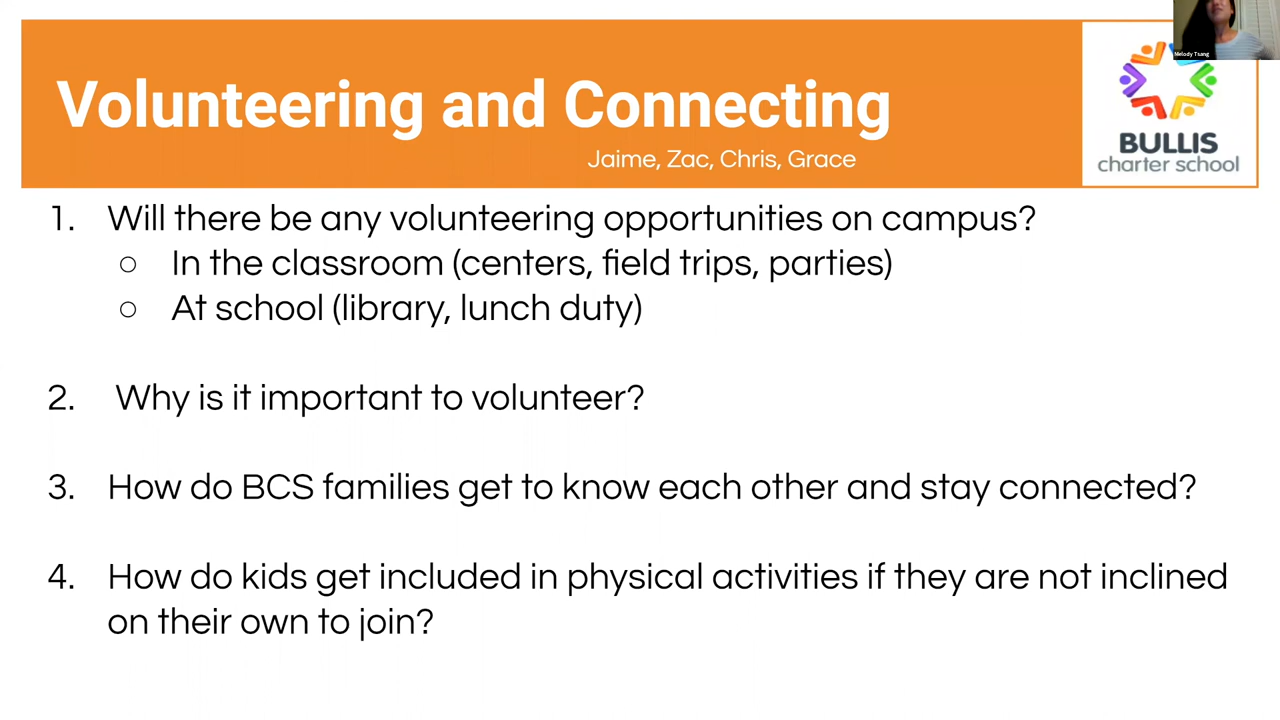 Melody Tsang
Volunteering and Connecting
Jaime, Zac, Chris, Grace
BULLIS
charter school
1. Will there be any volunteering opportunities on campus?
○ In the classroom (centers, field trips, parties)
○ At school (library, lunch duty)
2. Why is it important to volunteer?
3. How do BCS families get to know each other and stay connected?
4. How do kids get included in physical activities if they are not inclined
on their own to join?